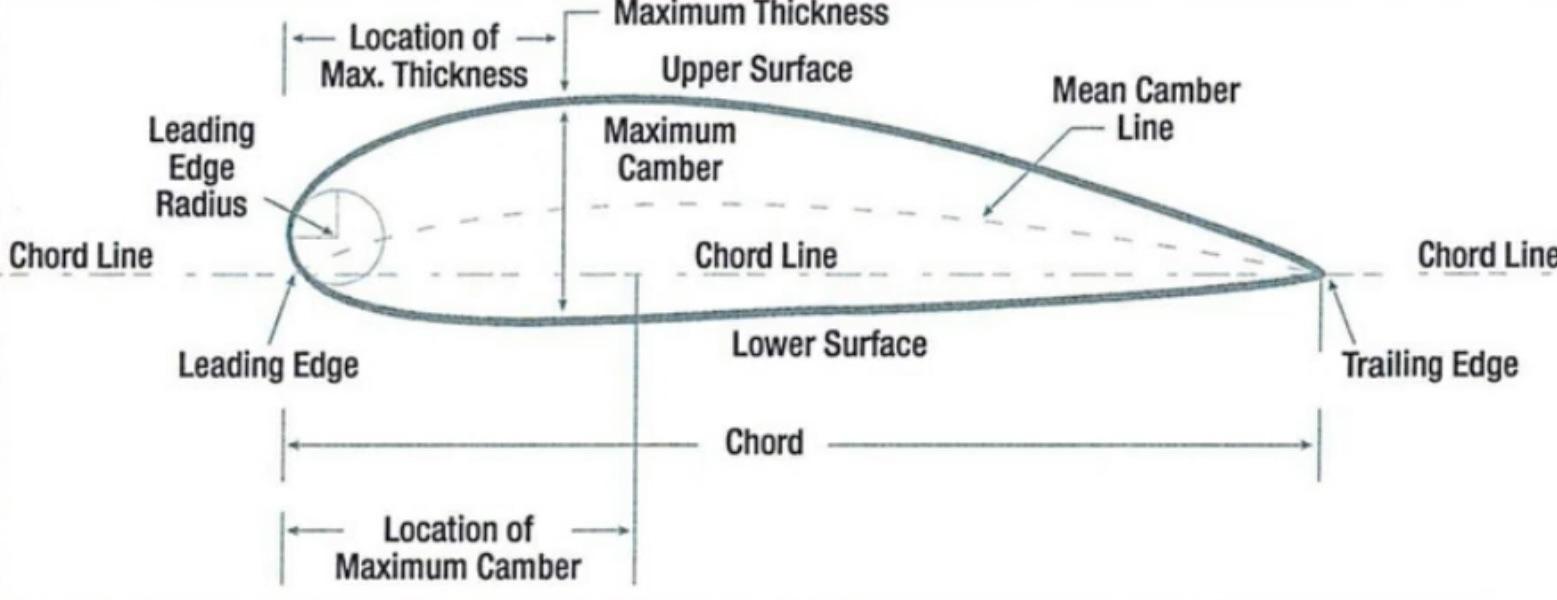 Maximum Thickness
Location of
Max. Thickness
Upper Surface
Mean Camber
Line
Leading
Edge
Radius
Maximum
Camber
Chord Line
Chord Line
Chord Line
Lower Surface
Leading Edge
Trailing Edge
Chord
Location of
Maximum Camber